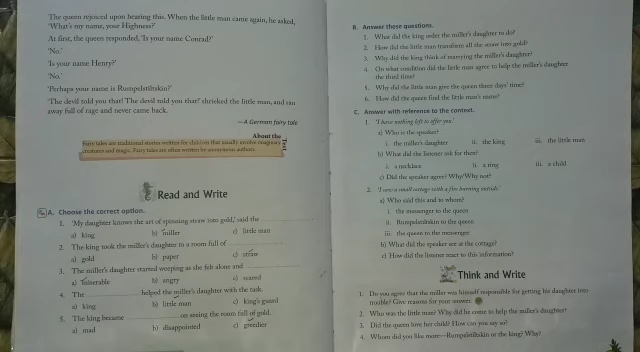 The queen rejoiced upon hearing this. When the little man came again, he asked,
'What's my name, your Highness?'
At first, the queen responded, 'Is your name Conrad?'
'No.'
'Is your name Henry?'
'No.'
'Perhaps your name is Rumpelstiltskin?'
'The devil told you that! The devil told you that!' shrieked the little man, and ran
away full of rage and never came back.
—A German fairy tale
About the Text
Fairy tales are traditional stories written for children that usually involve imaginary
creatures and magic. Fairy tales are often written by anonymous authors.
Read and Write
A. Choose the correct option.
1. 'My daughter knows the art of spinning straw into gold,' said the
a) king b) miller c) little man
2. The king took the miller's daughter to a room full of
a) gold b) paper c) straw
3. The miller's daughter started weeping as she felt alone and
a) miserable b) angry c) scared
4. The helped the miller's daughter with the task.
a) king b) little man c) king's guard
5. The king became on seeing the room full of gold.
a) mad b) disappointed c) greedier
B. Answer these questions.
1. What did the king order the miller's daughter to do?
2. How did the little man transform all the straw into gold?
3. Why did the king think of marrying the miller's daughter?
4. On what condition did the little man agree to help the miller's daughter
the third time?
5. Why did the little man give the queen three days' time?
6. How did the queen find the little man's name?
C. Answer with reference to the context.
1. 'I have nothing left to offer you.'
a) Who is the speaker?
i. the miller's daughter ii. the king iii. the little man
b) What did the listener ask for then?
i. a necklace ii. a ring iii. a child
c) Did the speaker agree? Why/Why not?
2. 'I saw a small cottage with a fire burning outside.'
a) Who said this and to whom?
i. the messenger to the queen
ii. Rumpelstiltskin to the queen
iii. the queen to the messenger
b) What did the speaker see at the cottage?
c) How did the listener react to this information?
Think and Write
1. Do you agree that the miller was himself responsible for getting his daughter into
trouble? Give reasons for your answer.
2. Who was the little man? Why did he come to help the miller's daughter?
3. Did the queen love her child? How can you say so?
4. Whom did you like more—Rumpelstiltskin or the king? Why?